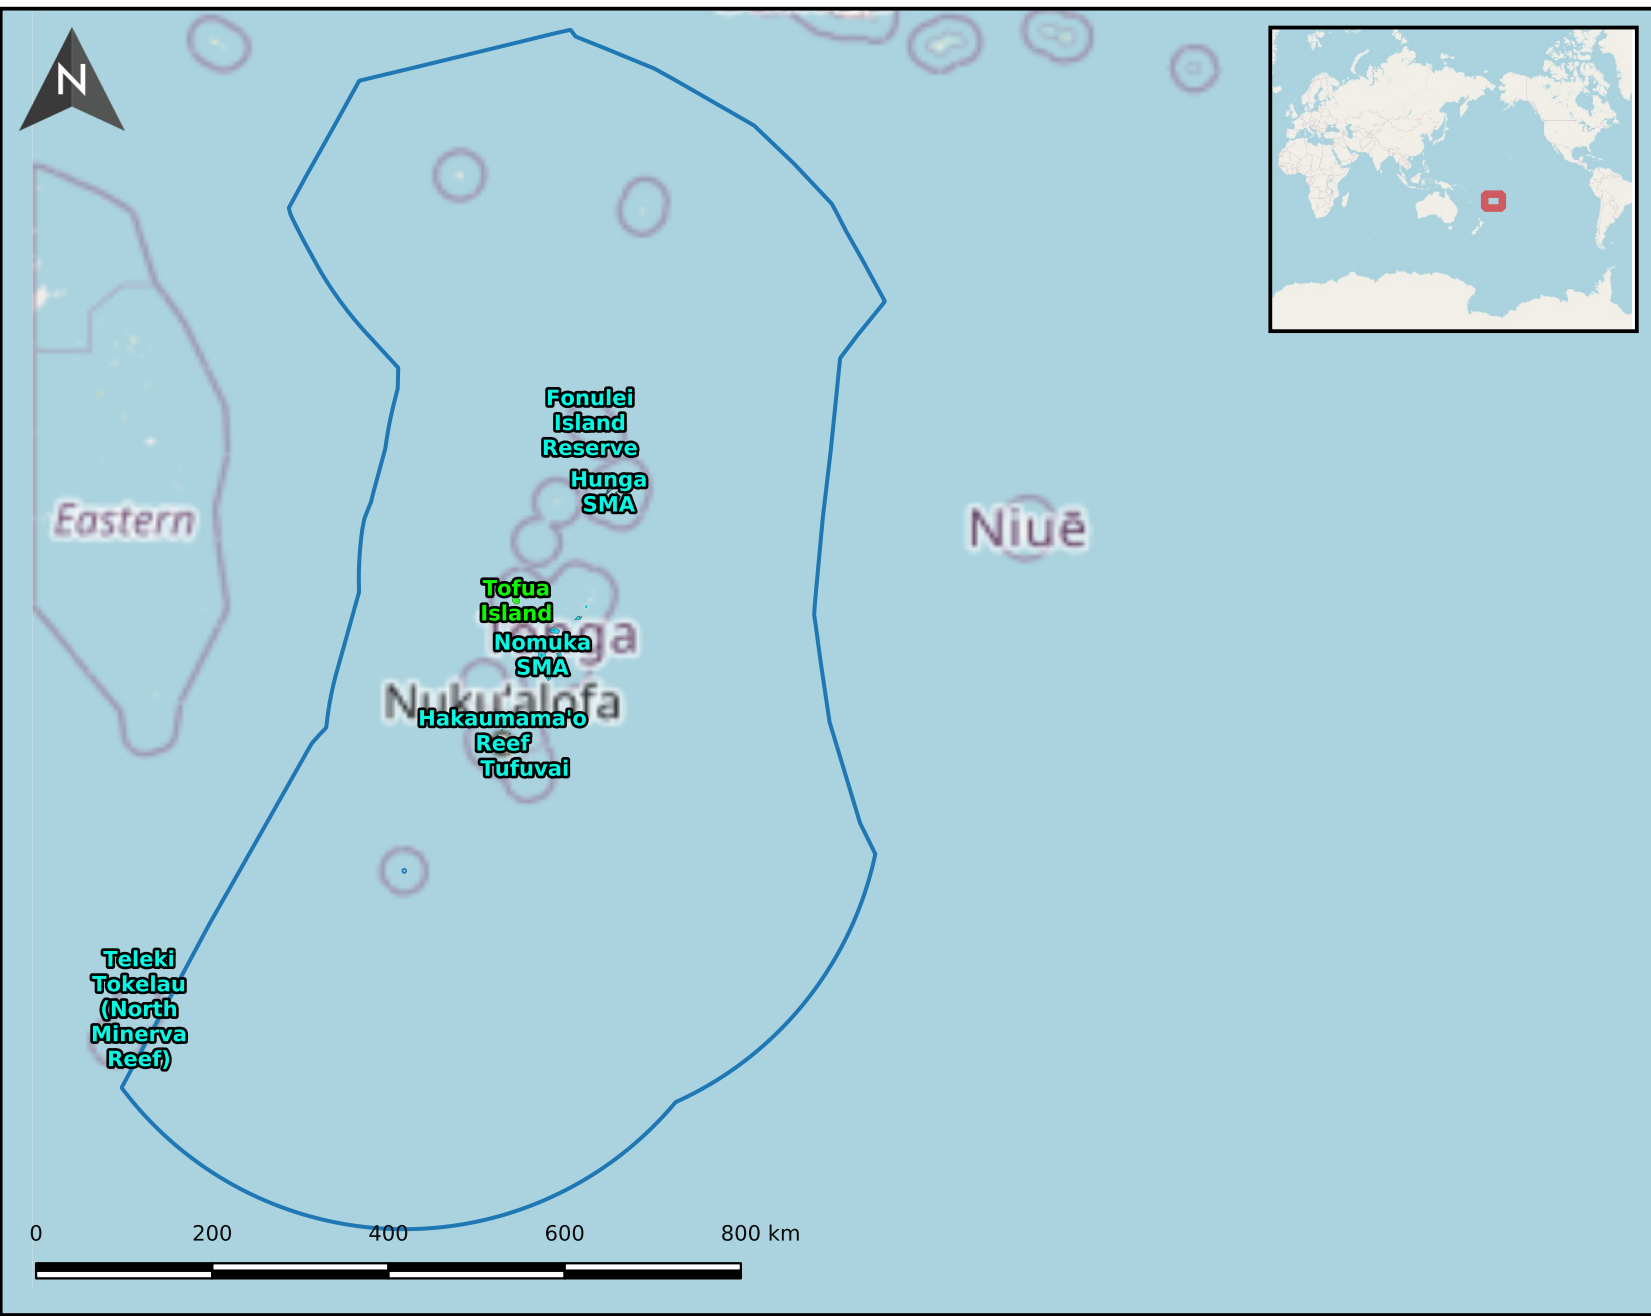 N
Fonulei
Island
Reserve
Hunga
SMA
Eastern
Niuē
Tofua
Island
Tonga
Nomuka
SMA
Nuku'alofa
Hakaumama'o
Reef
Tufuvai
Teleki
Tokelau
(North
Minerva
Reef)
0 200 400 600 800 km